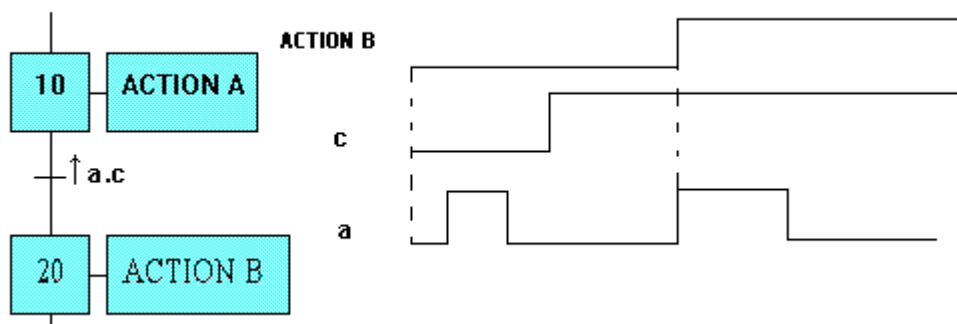 10 ACTION A
↑ a.c
20 ACTION B
ACTION B
c
a